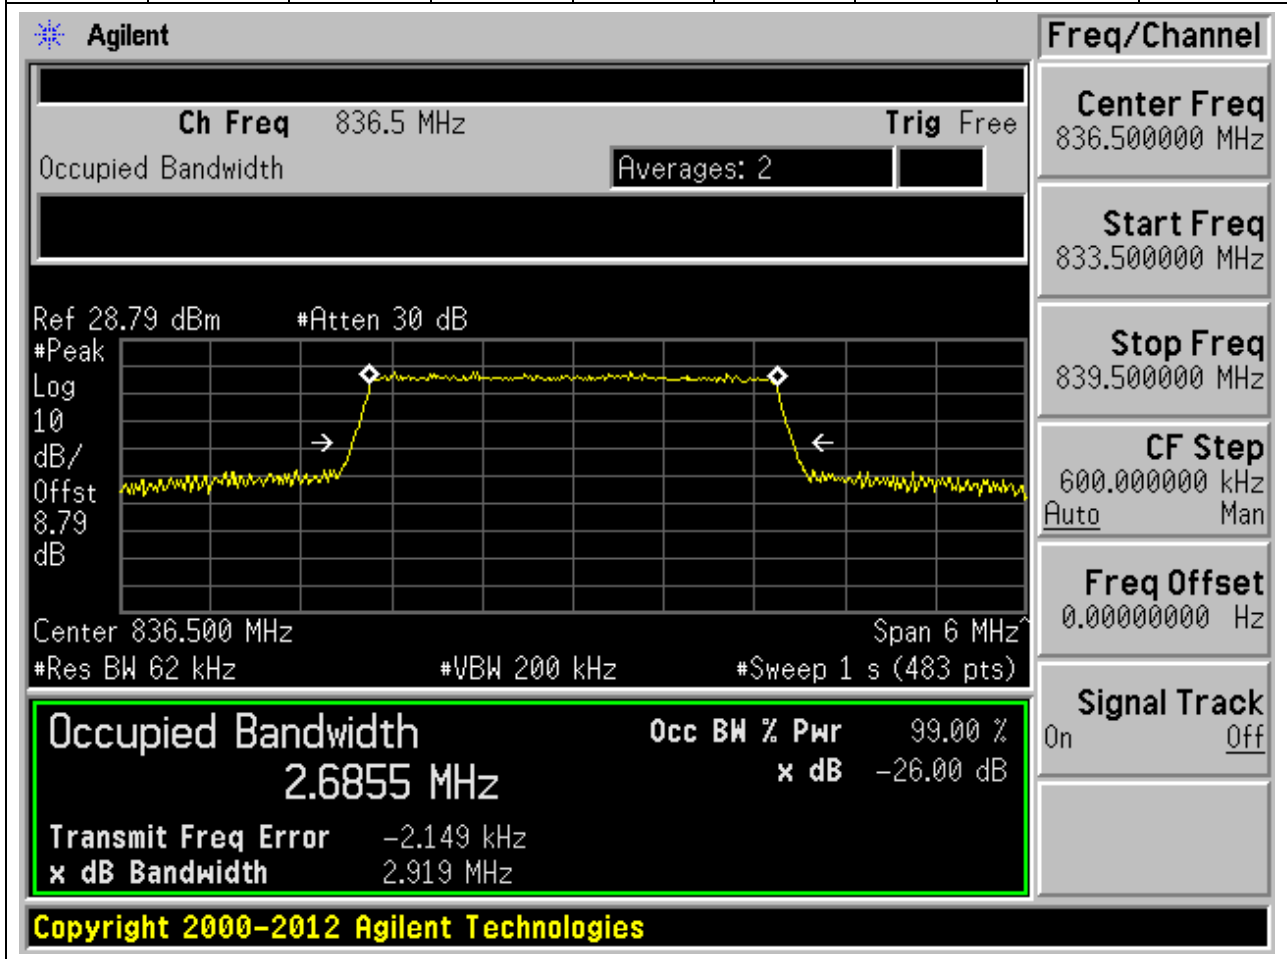 Agilent
Freq/Channel
Ch Freq 836.5 MHz Trig Free
Occupied Bandwidth Averages: 2
Center Freq
836.500000 MHz
Start Freq
833.500000 MHz
Stop Freq
839.500000 MHz
CF Step
600.000000 kHz
Auto Man
Freq Offset
0.00000000 Hz
Signal Track
On Off
Ref 28.79 dBm #Atten 30 dB
#Peak
Log
10
dB/
Offst
8.79
dB
Center 836.500 MHz Span 6 MHz^
#Res BW 62 kHz #VBW 200 kHz #Sweep 1 s (483 pts)
Occupied Bandwidth Occ BW % Pwr 99.00 %
2.6855 MHz x dB -26.00 dB
Transmit Freq Error -2.149 kHz
x dB Bandwidth 2.919 MHz
Copyright 2000-2012 Agilent Technologies